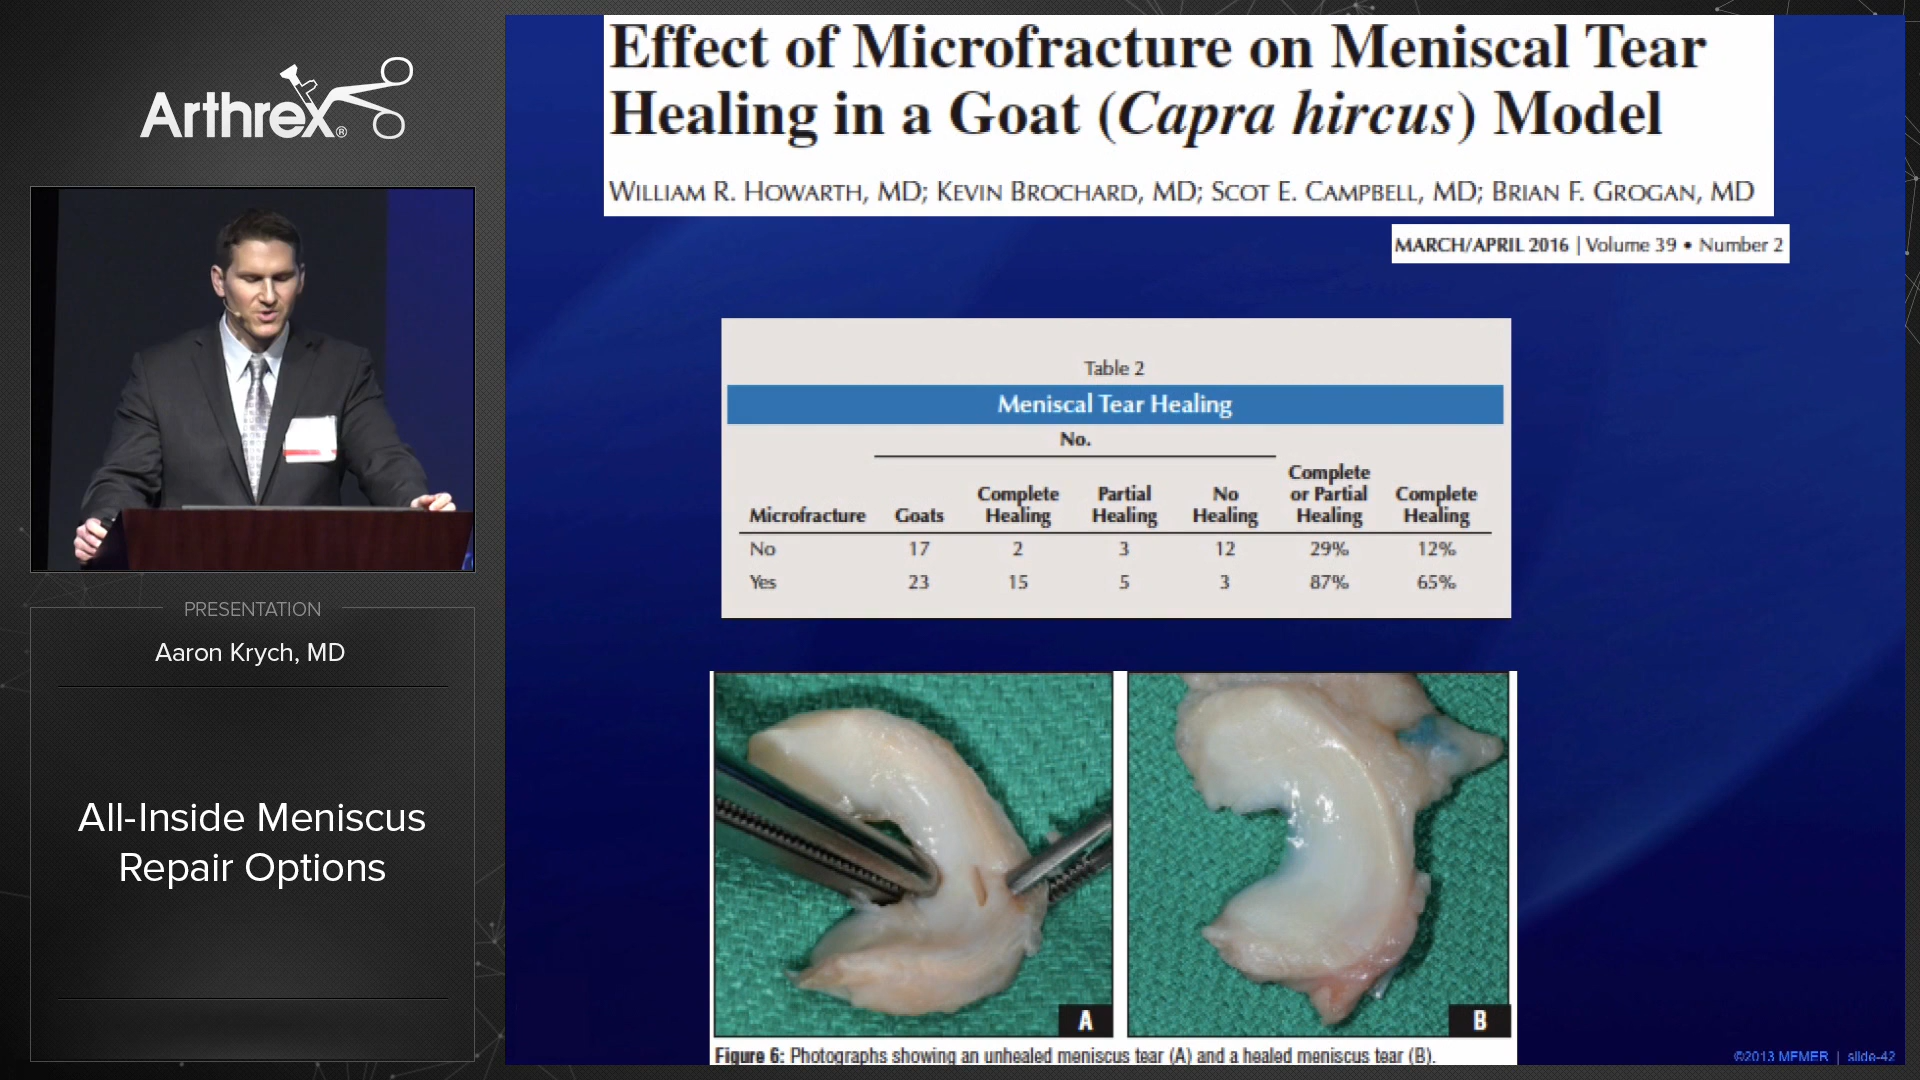 Arthrex®
PRESENTATION
Aaron Krych, MD
All-Inside Meniscus
Repair Options
Effect of Microfracture on Meniscal Tear
Healing in a Goat (Capra hircus) Model
WILLIAM R. HOWARTH, MD; KEVIN BROCHARD, MD; SCOT E. CAMPBELL, MD; BRIAN F. GROGAN, MD
MARCH/APRIL 2016 | Volume 39 • Number 2
Table 2
Meniscal Tear Healing
No.
Microfracture Goats Complete Healing Partial Healing No Healing Complete or Partial Healing Complete Healing
No 17 2 3 12 29% 12%
Yes 23 15 5 3 87% 65%
A
B
Figure 6: Photographs showing an unhealed meniscus tear (A) and a healed meniscus tear (B).
©2013 MFMER | slide-42